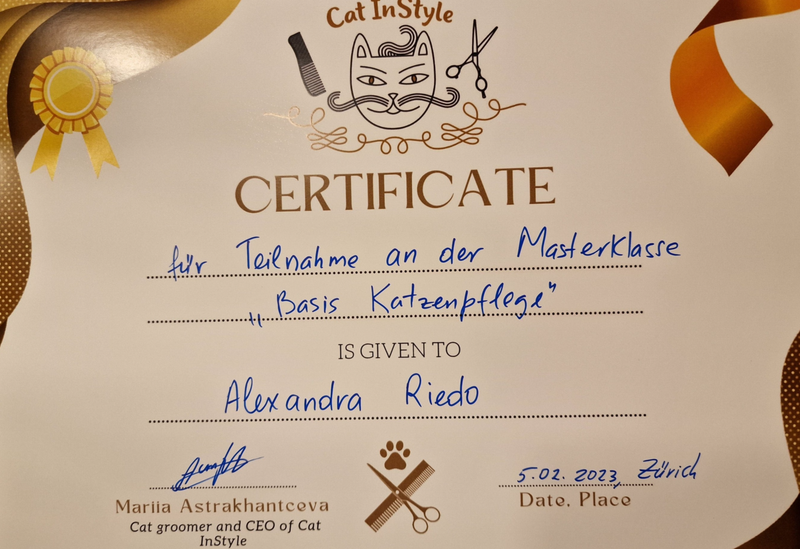 Cat InStyle
CERTIFICATE
für Teilnahme an der Masterklasse
„Basis Katzenpflege"
IS GIVEN TO
Alexandra Riedo
5.02.2023, Zürich
Mariia Astrakhantceva
Date, Place
Cat groomer and CEO of Cat
InStyle